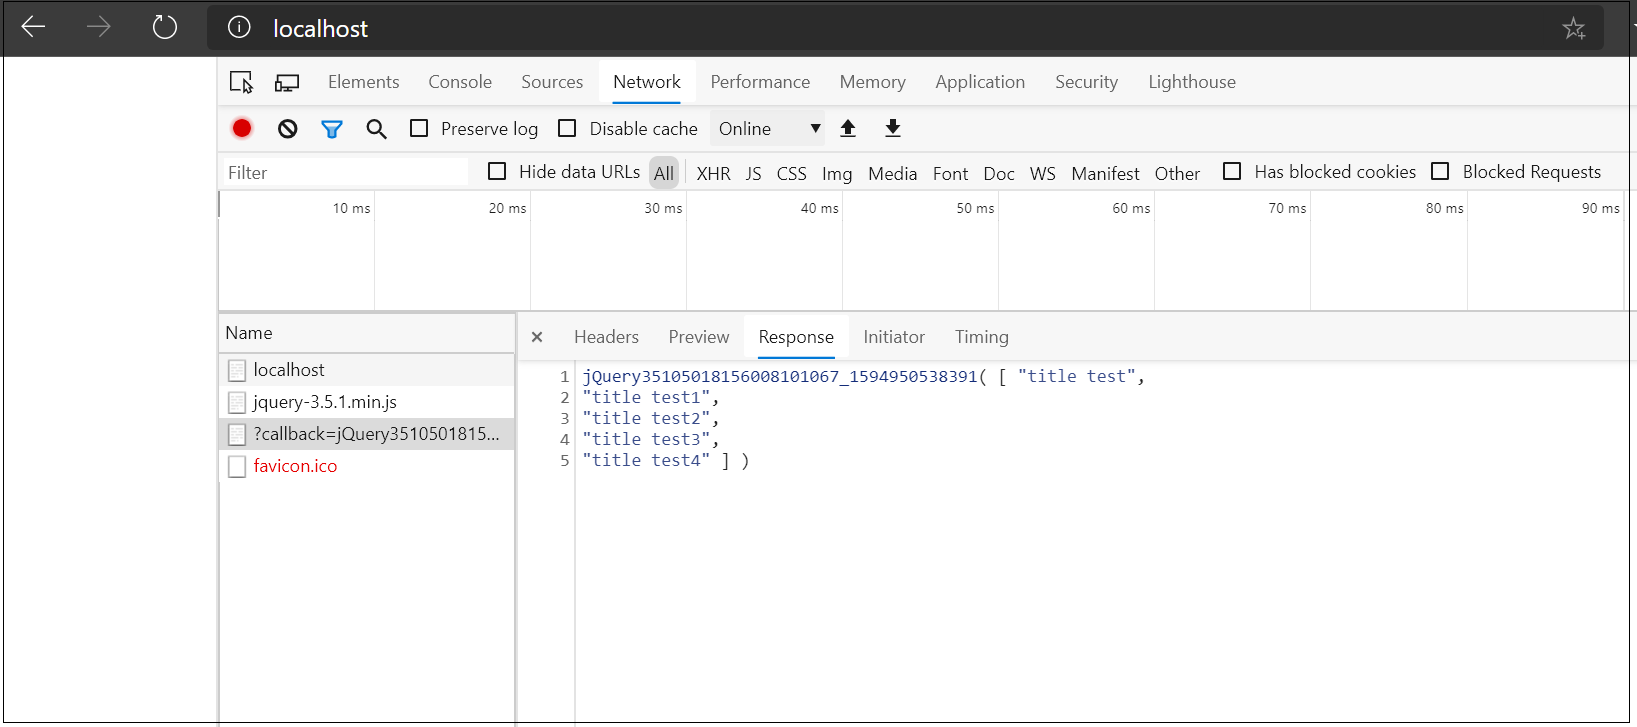 localhost
Elements Console Sources Network Performance Memory Application Security Lighthouse
Preserve log Disable cache Online
Filter Hide data URLs All XHR JS CSS Img Media Font Doc WS Manifest Other Has blocked cookies Blocked Requests
10 ms 20 ms 30 ms 40 ms 50 ms 60 ms 70 ms 80 ms 90 ms
Name
× Headers Preview Response Initiator Timing
localhost
jquery-3.5.1.min.js
?callback=jQuery3510501815...
favicon.ico
1 jQuery35105018156008101067_1594950538391( [ "title test",
2 "title test1",
3 "title test2",
4 "title test3",
5 "title test4" ] )